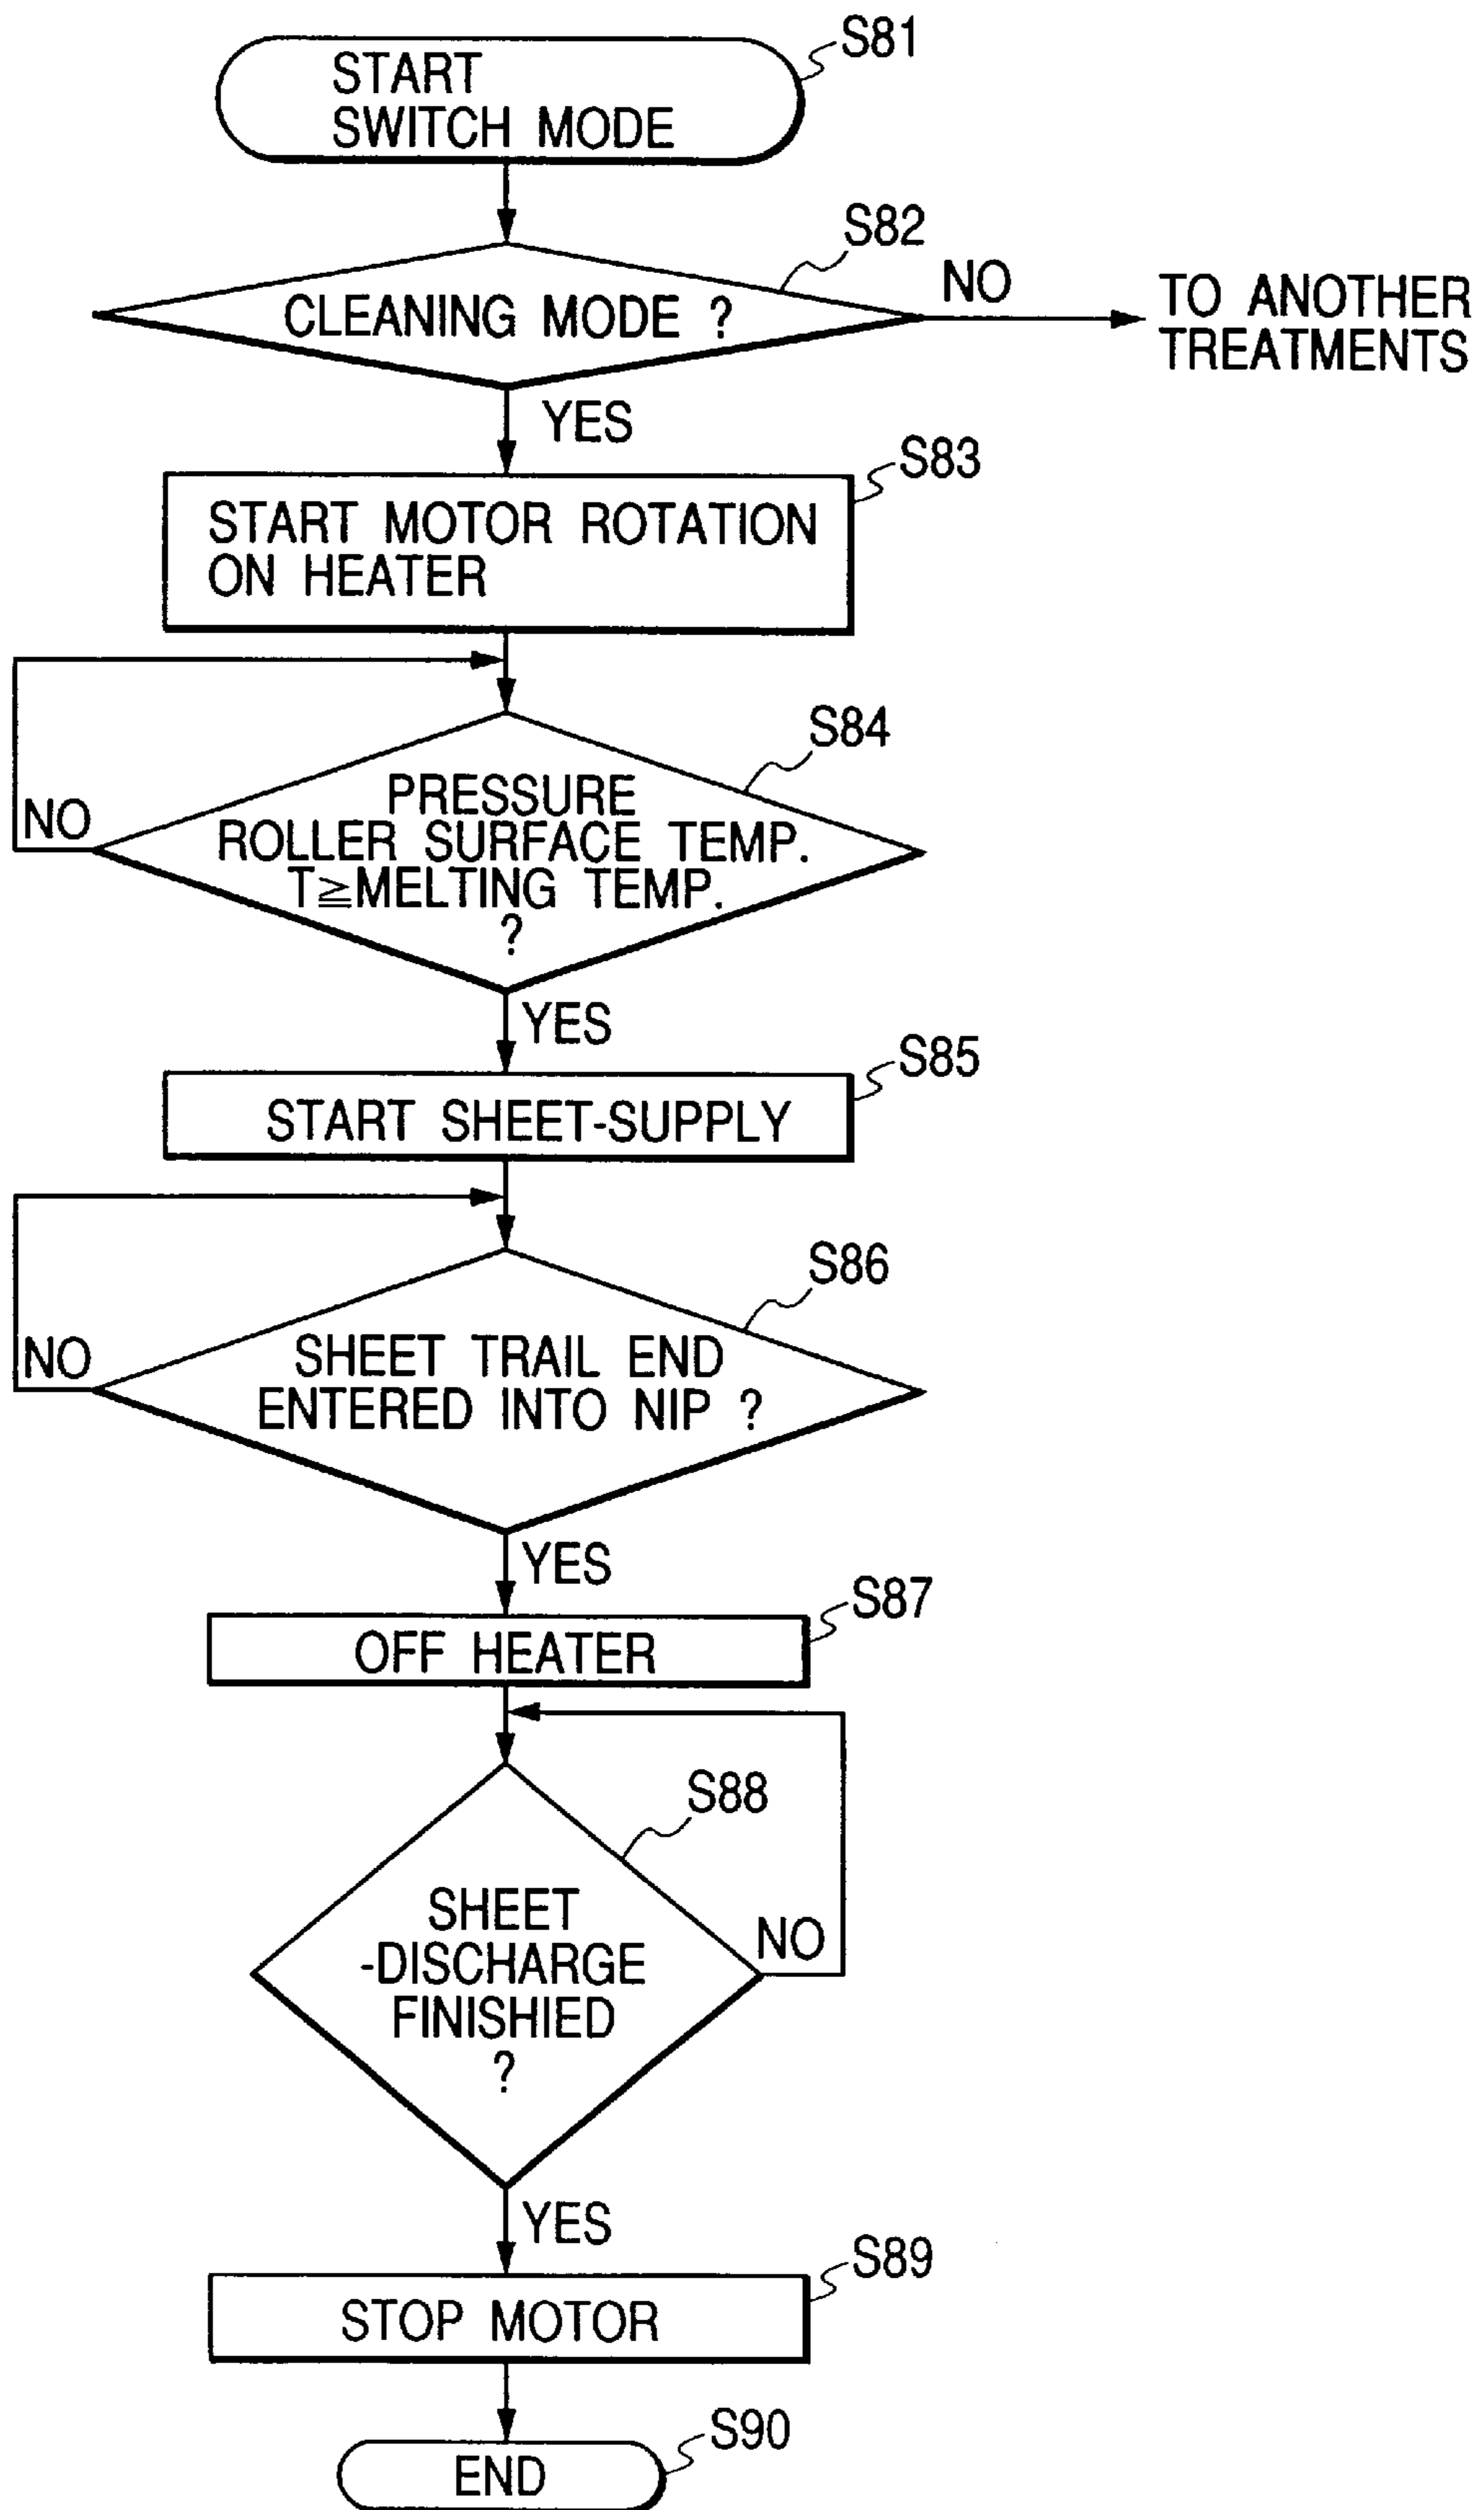 S81
START
SWITCH MODE
S82
CLEANING MODE ?
NO
TO ANOTHER
TREATMENTS
YES
S83
START MOTOR ROTATION
ON HEATER
S84
PRESSURE
ROLLER SURFACE TEMP.
T≧MELTING TEMP.
?
NO
YES
S85
START SHEET-SUPPLY
S86
SHEET TRAIL END
ENTERED INTO NIP ?
NO
YES
S87
OFF HEATER
S88
SHEET
-DISCHARGE
FINISHIED
?
NO
YES
S89
STOP MOTOR
S90
END